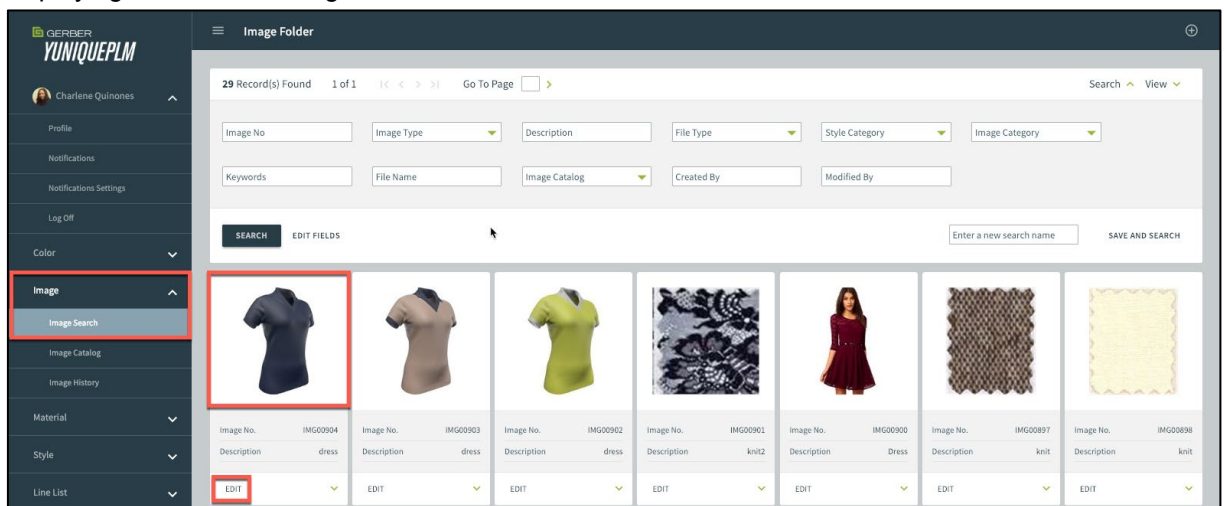 GERBER
YUNIQUEPLM
Image Folder
Charlene Quinones
Profile
Notifications
Notifications Settings
Log Off
Color
Image
Image Search
Image Catalog
Image History
Material
Style
Line List
29 Record(s) Found 1 of 1 Go To Page
Search View
Image No Image Type Description File Type Style Category Image Category
Keywords File Name Image Catalog Created By Modified By
SEARCH EDIT FIELDS Enter a new search name SAVE AND SEARCH
Image No. IMG00904 Image No. IMG00903 Image No. IMG00902 Image No. IMG00901 Image No. IMG00900 Image No. IMG00897 Image No. IMG00898
Description dress Description dress Description dress Description knit2 Description Dress Description knit Description knit
EDIT EDIT EDIT EDIT EDIT EDIT EDIT